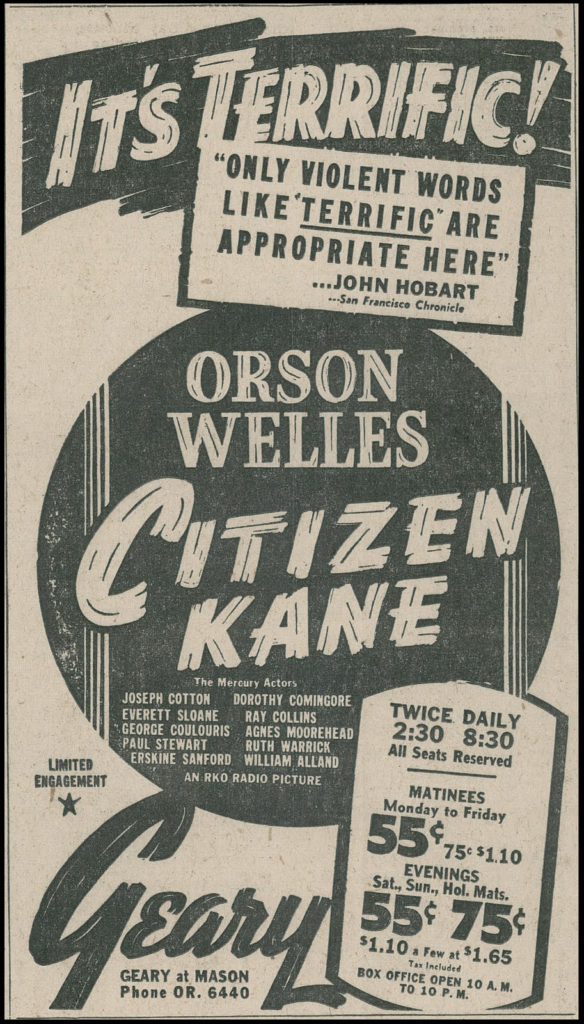 IT'S TERRIFIC!
"ONLY VIOLENT WORDS
LIKE "TERRIFIC" ARE
APPROPRIATE HERE"
...JOHN HOBART
---San Francisco Chronicle
ORSON
WELLES
CITIZEN
KANE
The Mercury Actors
JOSEPH COTTON DOROTHY COMINGORE
EVERETT SLOANE RAY COLLINS
GEORGE COULOURIS AGNES MOOREHEAD
PAUL STEWART RUTH WARRICK
ERSKINE SANFORD WILLIAM ALLAND
AN RKO RADIO PICTURE
LIMITED
ENGAGEMENT
Geary
GEARY at MASON
Phone OR. 6440
TWICE DAILY
2:30 8:30
All Seats Reserved
MATINEES
Monday to Friday
55¢ 75¢ $1.10
EVENINGS
Sat., Sun., Hol. Mats.
55¢ 75¢
$1.10 a Few at $1.65
Tax Included
BOX OFFICE OPEN 10 A.M.
TO 10 P.M.